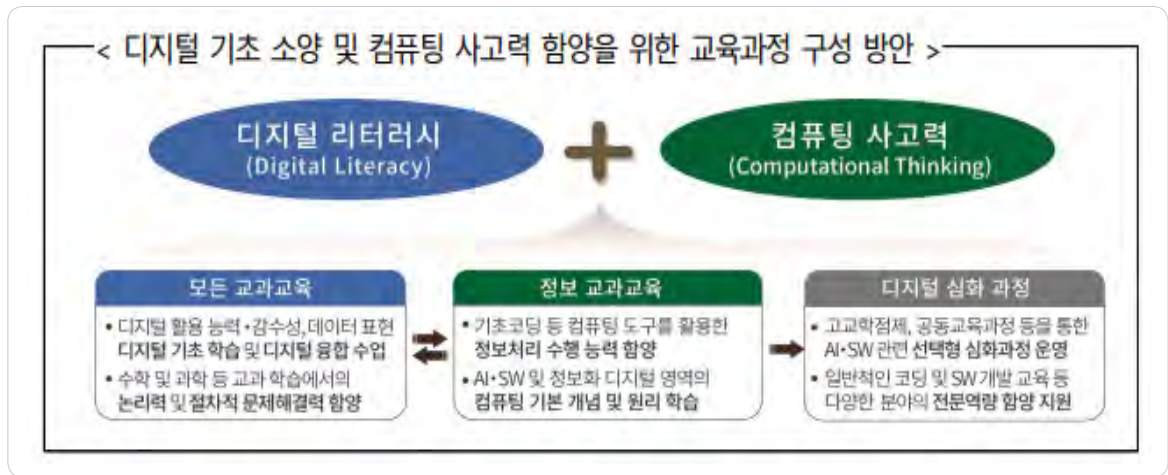 < 디지털 기초 소양 및 컴퓨팅 사고력 함양을 위한 교육과정 구성 방안 >
디지털 리터러시
(Digital Literacy)
컴퓨팅 사고력
(Computational Thinking)
모든 교과교육
• 디지털 활용 능력·감수성, 데이터 표현
디지털 기초 학습 및 디지털 융합 수업
• 수학 및 과학 등 교과 학습에서의
논리력 및 절차적 문제해결력 함양
정보 교과교육
• 기초코딩 등 컴퓨팅 도구를 활용한
정보처리 수행 능력 함양
• AI·SW 및 정보화 디지털 영역의
컴퓨팅 기본 개념 및 원리 학습
디지털 심화 과정
• 고교학점제, 공동교육과정 등을 통한
AI·SW 관련 선택형 심화과정 운영
• 일반적인 코딩 및 SW 개발 교육 등
다양한 분야의 전문역량 함양 지원